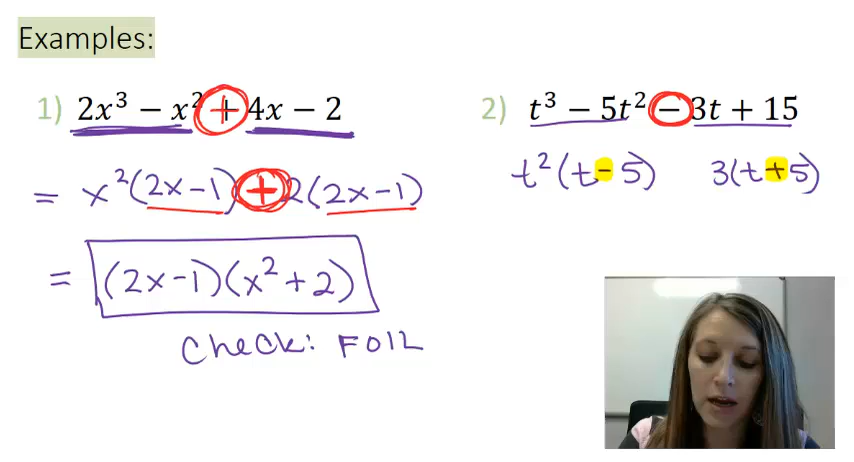 Examples:
1) 2x³ − x² + 4x − 2
= x²(2x−1) + 2(2x−1)
= (2x−1)(x²+2)
Check: FOIL
2) t³ − 5t² − 3t + 15
t²(t−5) 3(t+5)